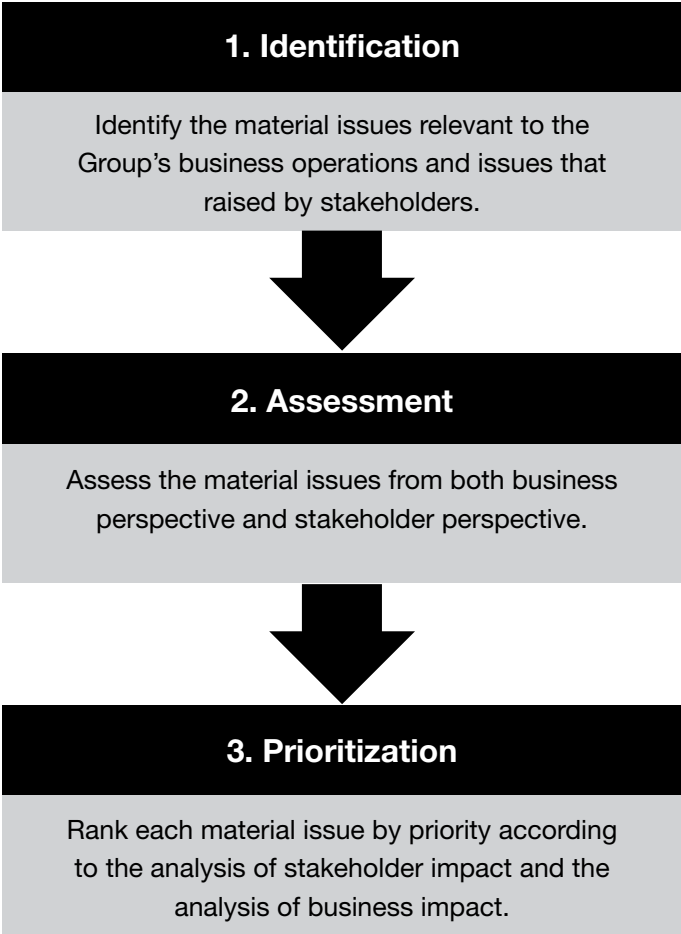 1. Identification
Identify the material issues relevant to the
Group’s business operations and issues that
raised by stakeholders.
2. Assessment
Assess the material issues from both business
perspective and stakeholder perspective.
3. Prioritization
Rank each material issue by priority according
to the analysis of stakeholder impact and the
analysis of business impact.